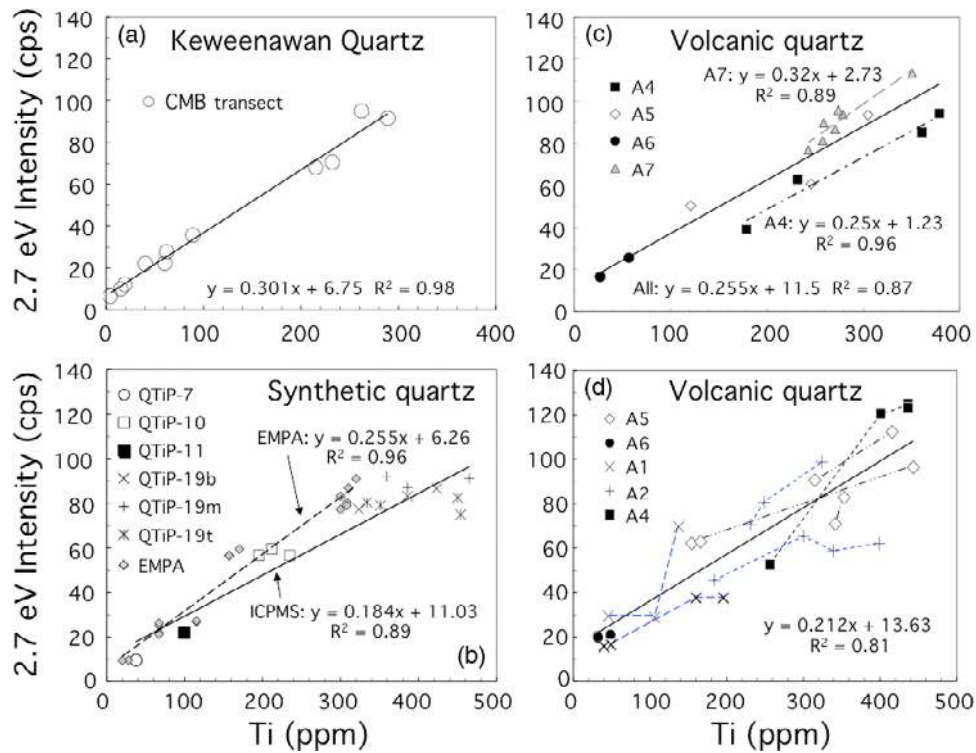 2.7 eV Intensity (cps)
140
120
100
80
60
40
20
0
(a)
Keweenawan Quartz
CMB transect
y = 0.301x + 6.75 R² = 0.98
0 100 200 300 400
140
120
100
80
60
40
20
0
(c)
Volcanic quartz
A4
A5
A6
A7
A7: y = 0.32x + 2.73
R² = 0.89
A4: y = 0.25x + 1.23
R² = 0.96
All: y = 0.255x + 11.5 R² = 0.87
0 100 200 300 400
2.7 eV Intensity (cps)
140
120
100
80
60
40
20
0
Synthetic quartz
QTiP-7
QTiP-10
QTiP-11
QTiP-19b
QTiP-19m
QTiP-19t
EMPA
EMPA: y = 0.255x + 6.26
R² = 0.96
ICPMS: y = 0.184x + 11.03
R² = 0.89
(b)
0 100 200 300 400 500
Ti (ppm)
140
120
100
80
60
40
20
0
(d)
Volcanic quartz
A5
A6
A1
A2
A4
y = 0.212x + 13.63
R² = 0.81
0 100 200 300 400 500
Ti (ppm)